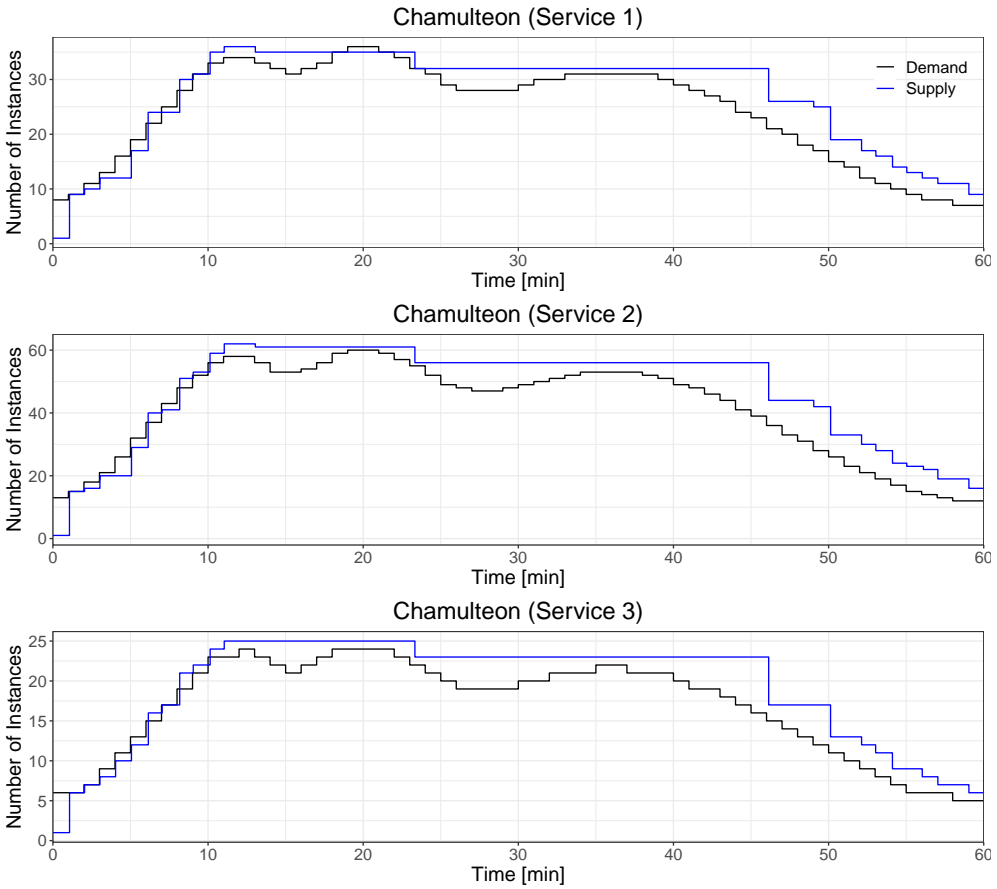 Chamulteon (Service 1)
Number of Instances
30
20
10
0
Demand
Supply
0 10 20 30 40 50 60
Time [min]
Chamulteon (Service 2)
Number of Instances
60
40
20
0
0 10 20 30 40 50 60
Time [min]
Chamulteon (Service 3)
Number of Instances
25
20
15
10
5
0
0 10 20 30 40 50 60
Time [min]